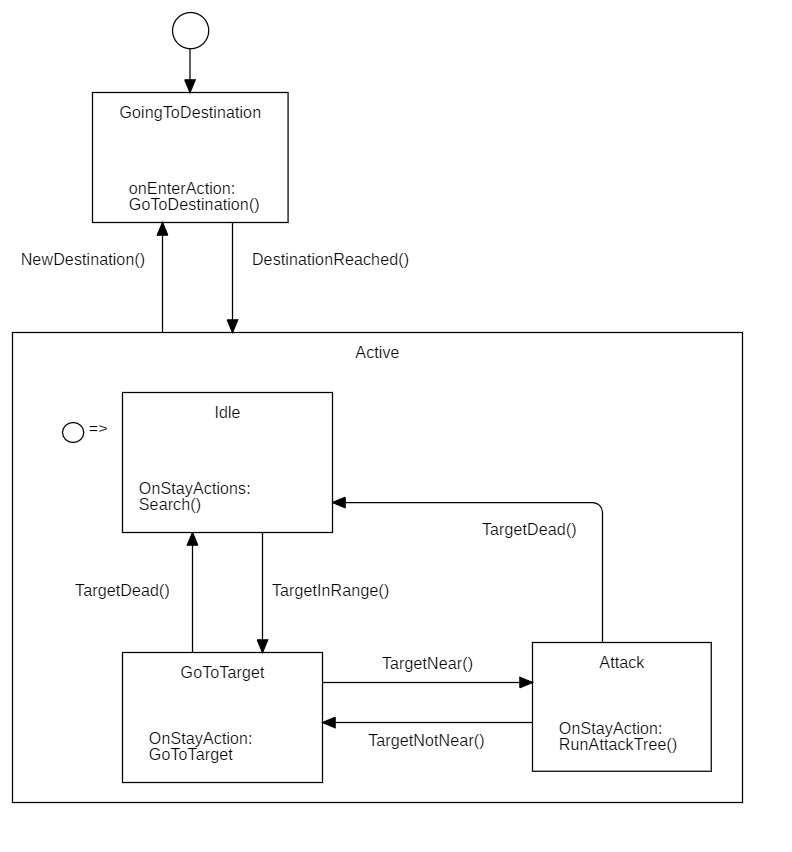 GoingToDestination
onEnterAction:
GoToDestination()
NewDestination()
DestinationReached()
Active
Idle
=>
OnStayActions:
Search()
TargetDead()
TargetDead()
TargetInRange()
GoToTarget
TargetNear()
Attack
OnStayAction:
GoToTarget
TargetNotNear()
OnStayAction:
RunAttackTree()